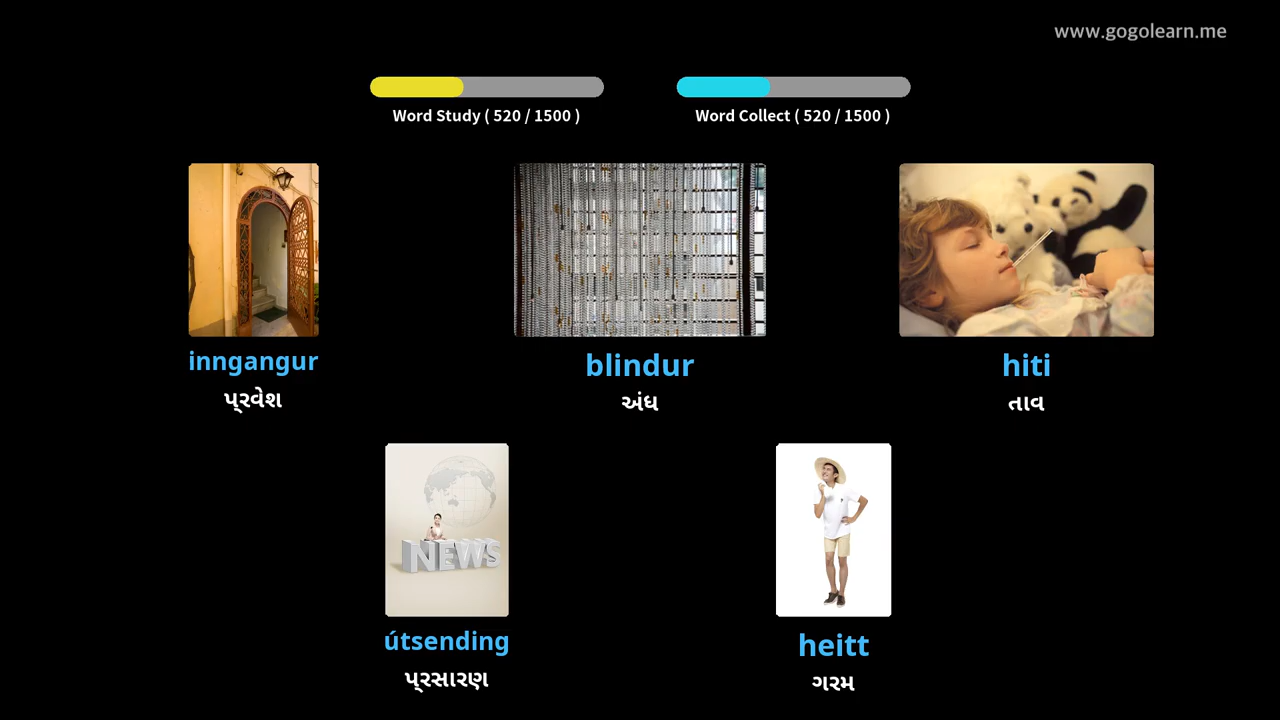 www.gogolearn.me
Word Study ( 520 / 1500 )
Word Collect ( 520 / 1500 )
inngangur
પ્રવેશ
blindur
અંધ
hiti
તાવ
NEWS
útsending
પ્રસારણ
heitt
ગરમ